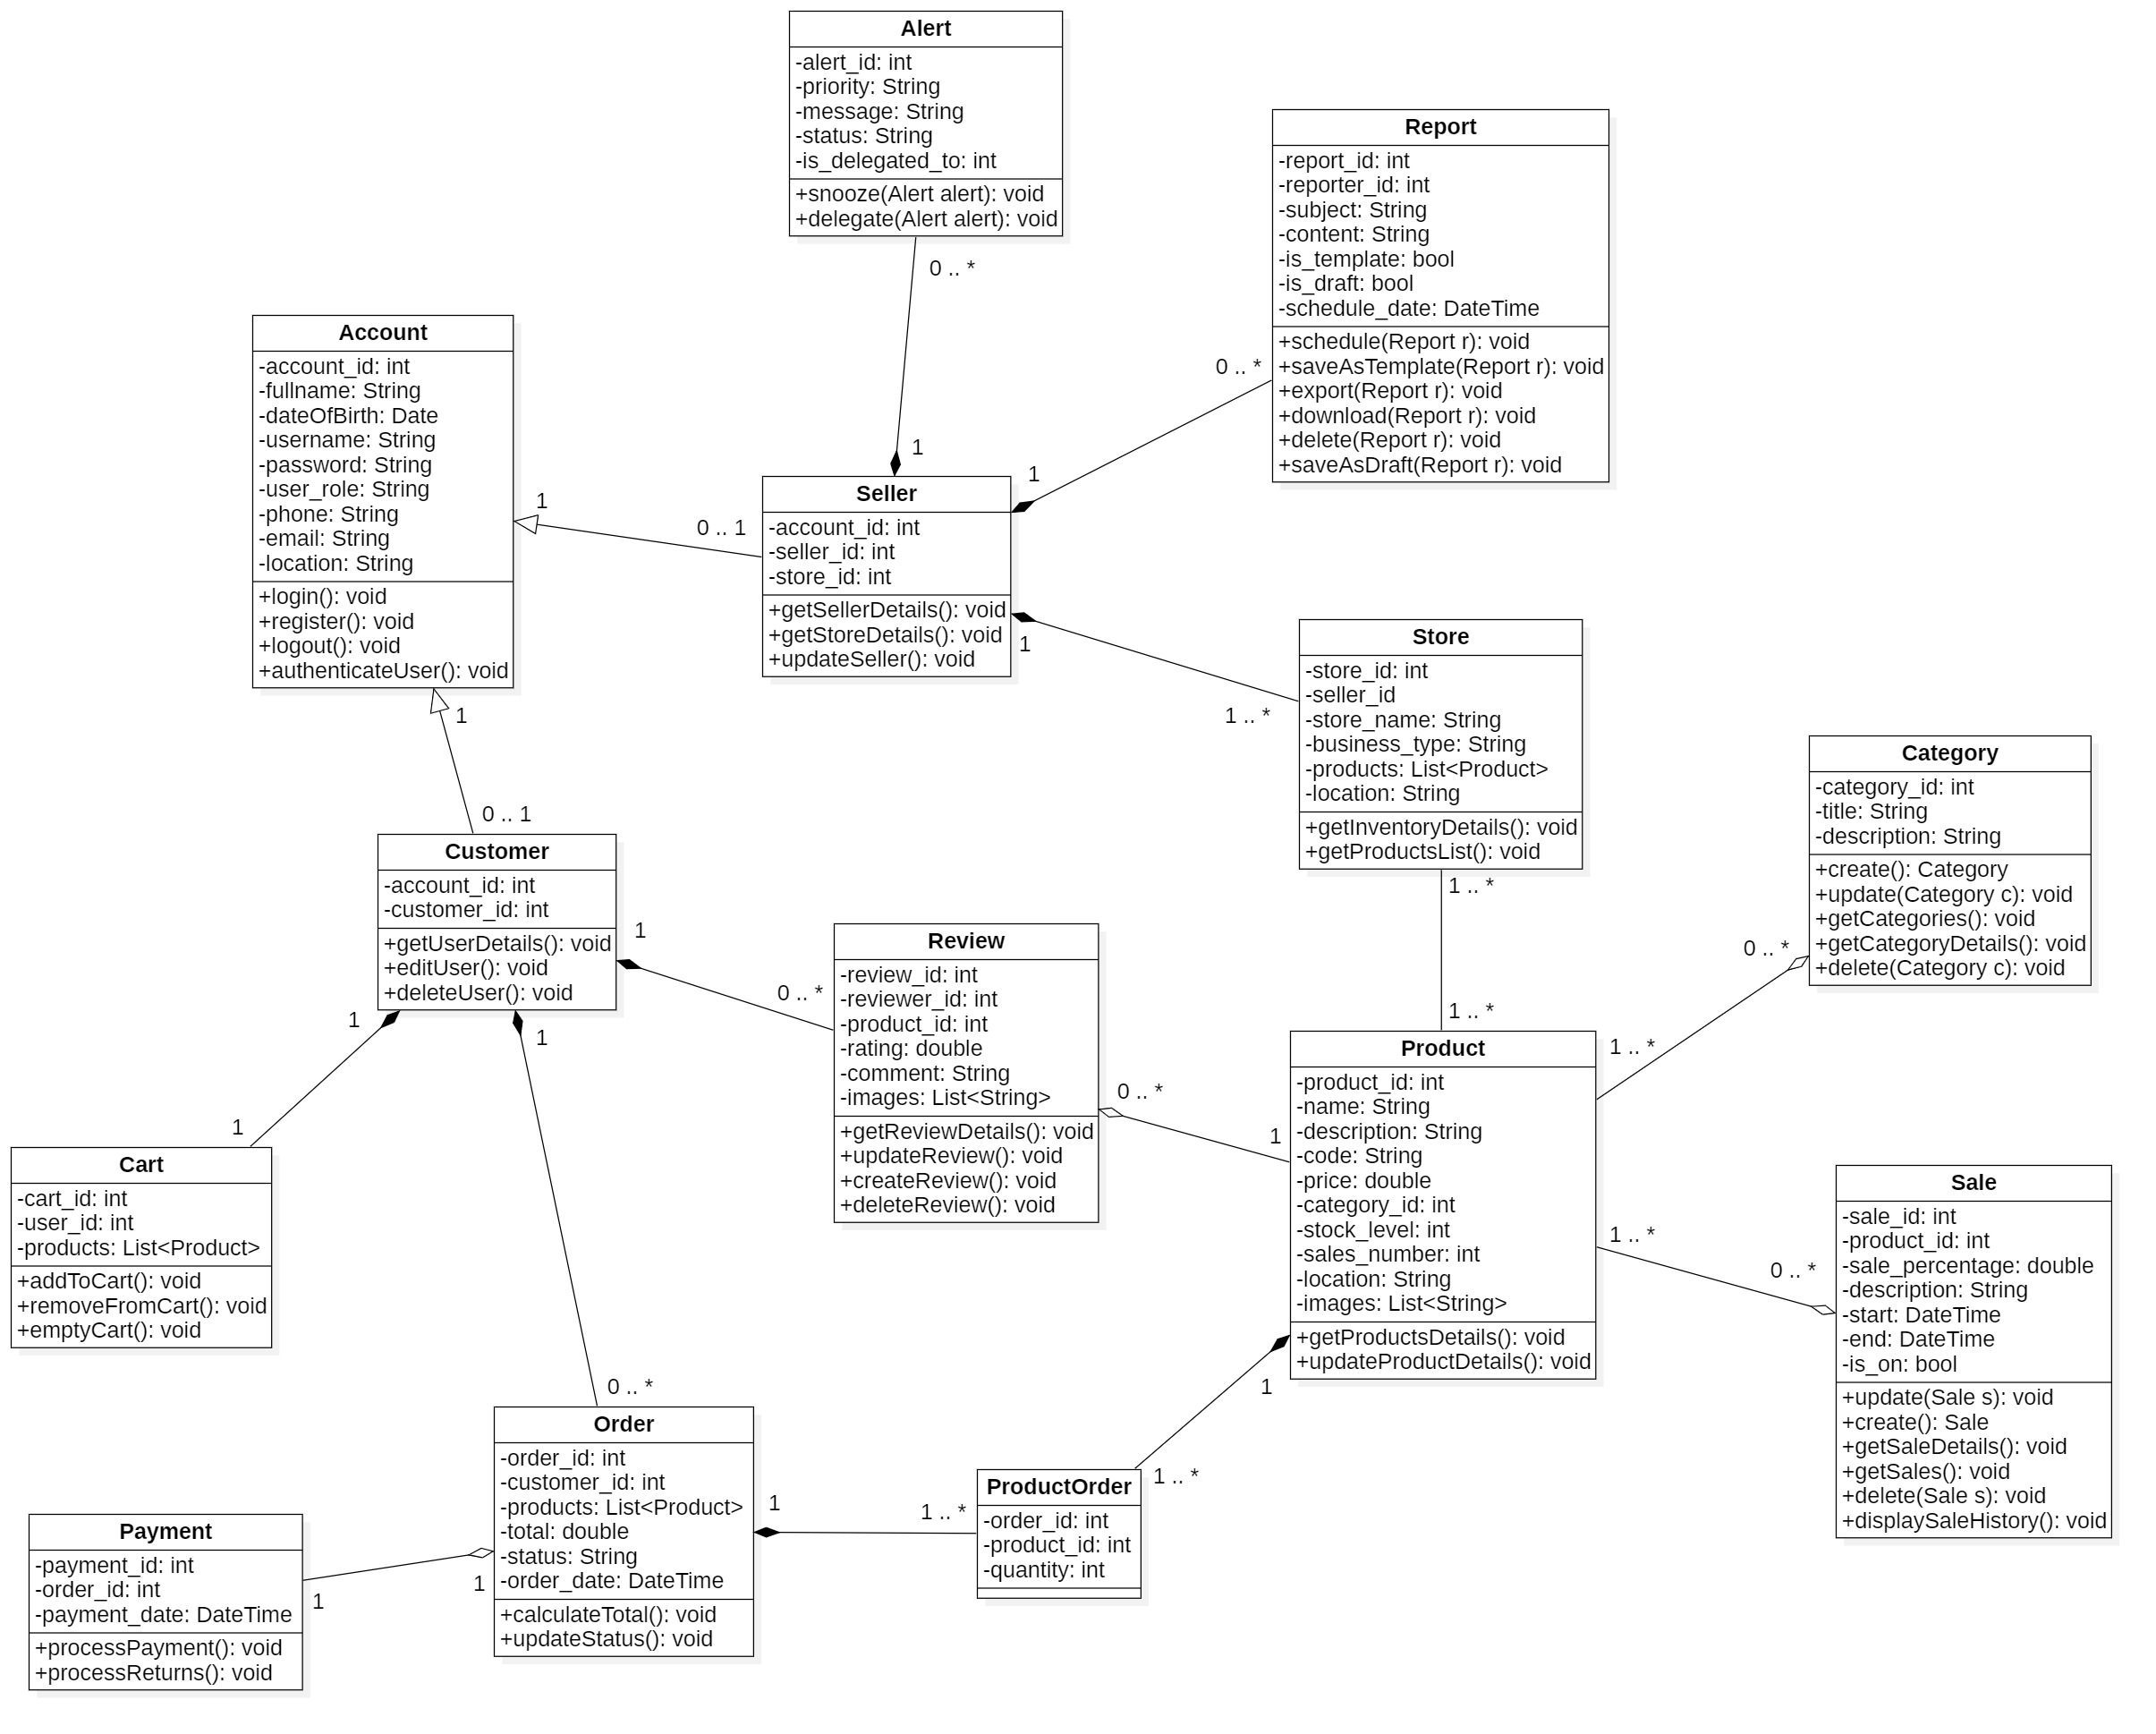 Alert
-alert_id: int
-priority: String
-message: String
-status: String
-is_delegated_to: int
+snooze(Alert alert): void
+delegate(Alert alert): void
0 .. *
1
Report
-report_id: int
-reporter_id: int
-subject: String
-content: String
-is_template: bool
-is_draft: bool
-schedule_date: DateTime
+schedule(Report r): void
+saveAsTemplate(Report r): void
+export(Report r): void
+download(Report r): void
+delete(Report r): void
+saveAsDraft(Report r): void
0 .. *
1
Account
-account_id: int
-fullname: String
-dateOfBirth: Date
-username: String
-password: String
-user_role: String
-phone: String
-email: String
-location: String
+login(): void
+register(): void
+logout(): void
+authenticateUser(): void
1
0 .. 1
Seller
-account_id: int
-seller_id: int
-store_id: int
+getSellerDetails(): void
+getStoreDetails(): void
+updateSeller(): void
1
1 .. *
Store
-store_id: int
-seller_id
-store_name: String
-business_type: String
-products: List<Product>
-location: String
+getInventoryDetails(): void
+getProductsList(): void
1 .. *
1 .. *
Category
-category_id: int
-title: String
-description: String
+create(): Category
+update(Category c): void
+getCategories(): void
+getCategoryDetails(): void
+delete(Category c): void
0 .. *
1 .. *
1
0 .. 1
Customer
-account_id: int
-customer_id: int
+getUserDetails(): void
+editUser(): void
+deleteUser(): void
1
0 .. *
1
1
1
0 .. *
Review
-review_id: int
-reviewer_id: int
-product_id: int
-rating: double
-comment: String
-images: List<String>
+getReviewDetails(): void
+updateReview(): void
+createReview(): void
+deleteReview(): void
0 .. *
1
Product
-product_id: int
-name: String
-description: String
-code: String
-price: double
-category_id: int
-stock_level: int
-sales_number: int
-location: String
-images: List<String>
+getProductsDetails(): void
+updateProductDetails(): void
1 .. *
0 .. *
1
1 .. *
Sale
-sale_id: int
-product_id: int
-sale_percentage: double
-description: String
-start: DateTime
-end: DateTime
-is_on: bool
+update(Sale s): void
+create(): Sale
+getSaleDetails(): void
+getSales(): void
+delete(Sale s): void
+displaySaleHistory(): void
Cart
-cart_id: int
-user_id: int
-products: List<Product>
+addToCart(): void
+removeFromCart(): void
+emptyCart(): void
Order
-order_id: int
-customer_id: int
-products: List<Product>
-total: double
-status: String
-order_date: DateTime
+calculateTotal(): void
+updateStatus(): void
1
1 .. *
1
1
ProductOrder
-order_id: int
-product_id: int
-quantity: int
Payment
-payment_id: int
-order_id: int
-payment_date: DateTime
+processPayment(): void
+processReturns(): void